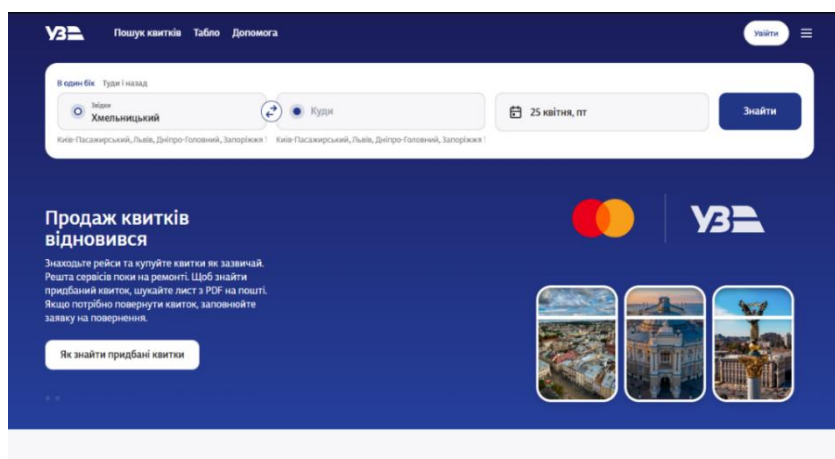 УЗ
Пошук квитків Табло Допомога
Увійти
В один бік Туди і назад
Звідки
Хмельницький
Куди
25 квітня, пт
Знайти
Київ-Пасажирський, Львів, Дніпро-Головний, Запоріжжя 1
Київ-Пасажирський, Львів, Дніпро-Головний, Запоріжжя 1
Продаж квитків
відновився
УЗ
Знаходьте рейси та купуйте квитки як зазвичай.
Решта сервісів поки на ремонті. Щоб знайти
придбаний квиток, шукайте лист з PDF на пошті.
Якщо потрібно повернути квиток, заповнюйте
заявку на повернення.
Як знайти придбані квитки